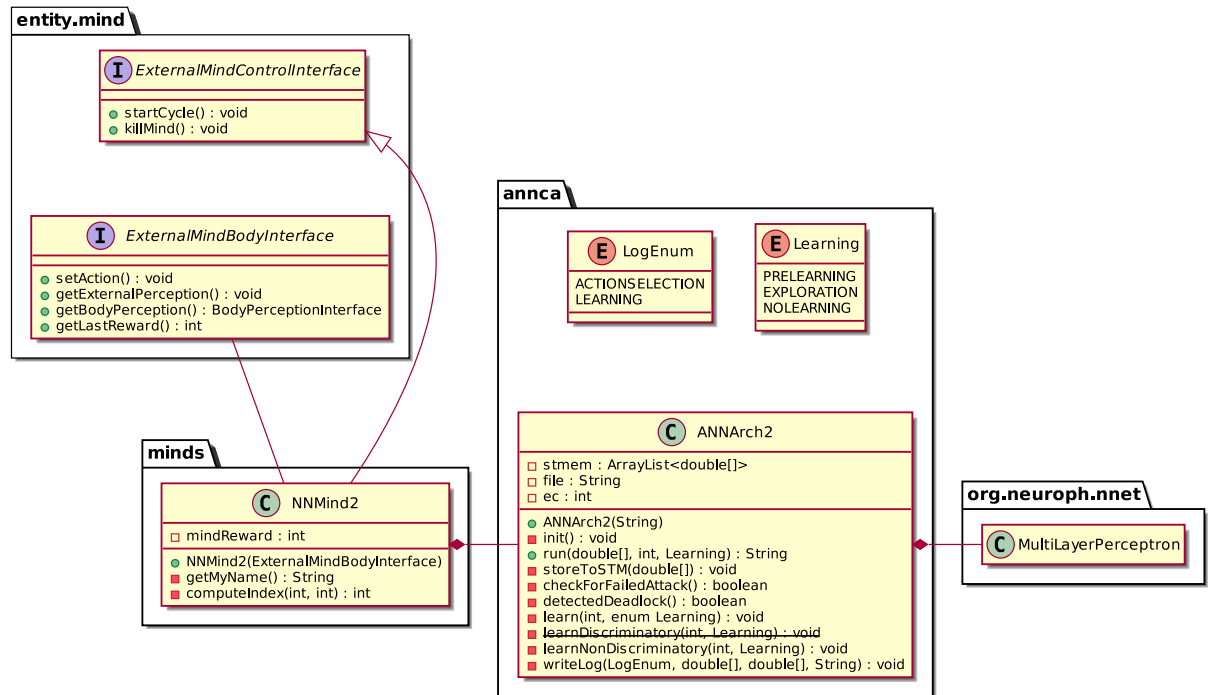 entity.mind
I ExternalMindControlInterface
startCycle() : void
killMind() : void
I ExternalMindBodyInterface
setAction() : void
getExternalPerception() : void
getBodyPerception() : BodyPerceptionInterface
getLastReward() : int
annca
E LogEnum
ACTIONSELECTION
LEARNING
E Learning
PRELEARNING
EXPLORATION
NOLEARNING
minds
C NNMind2
mindReward : int
NNMind2(ExternalMindBodyInterface)
getMyName() : String
computeIndex(int, int) : int
C ANNArch2
stmem : ArrayList<double[]>
file : String
ec : int
ANNArch2(String)
init() : void
run(double[], int, Learning) : String
storeToSTM(double[]) : void
checkForFailedAttack() : boolean
detectedDeadlock() : boolean
learn(int, enum Learning) : void
learnDiscriminatory(int, Learning) : void
learnNonDiscriminatory(int, Learning) : void
writeLog(LogEnum, double[], double[], String) : void
org.neuroph.nnet
C MultiLayerPerceptron